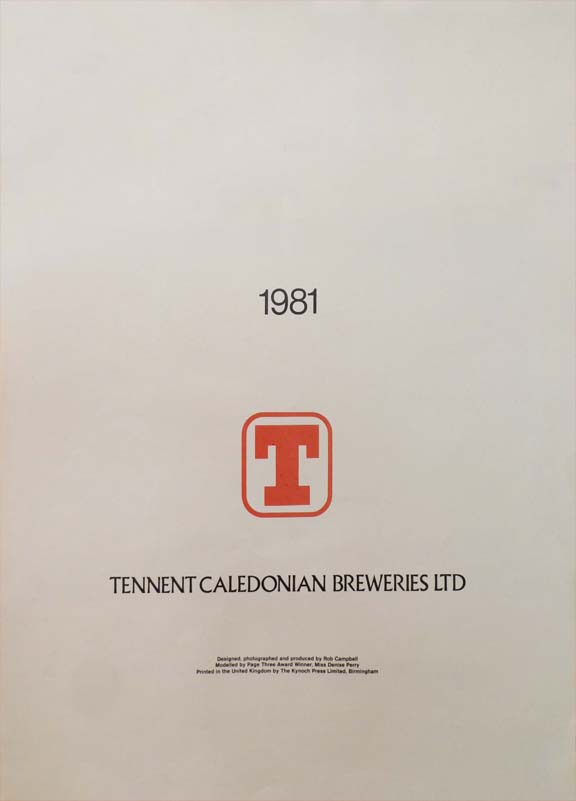 1981
T
TENNENT CALEDONIAN BREWERIES LTD
Designed, photographed and produced by Rob Campbell
Modelled by Page Three Award Winner, Miss Denise Perry
Printed in the United Kingdom by The Kynoch Press Limited, Birmingham